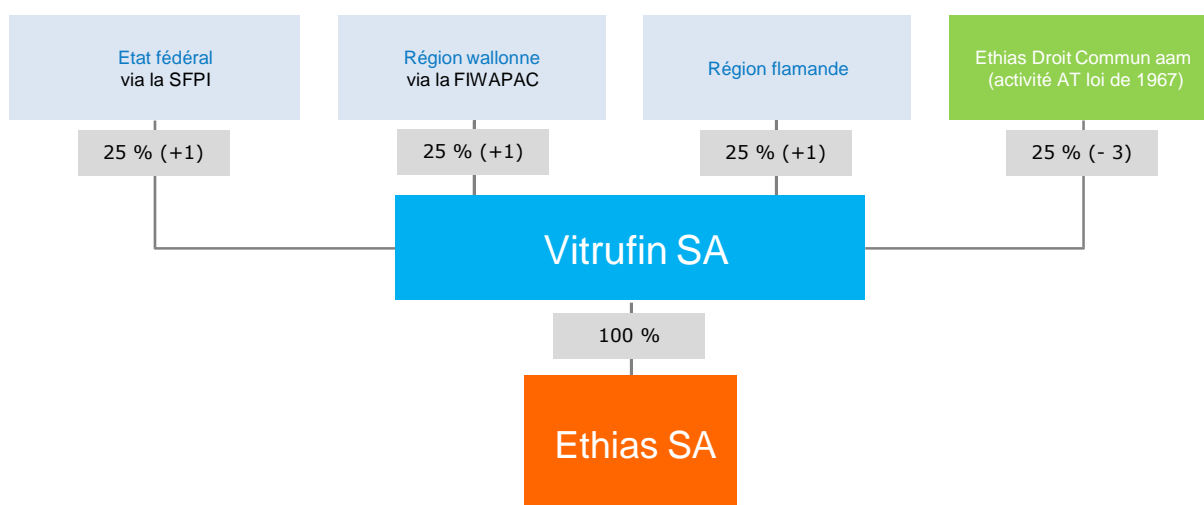 Etat fédéral
via la SFPI
Région wallonne
via la FIWAPAC
Région flamande
Ethias Droit Commun aam
(activité AT loi de 1967)
25 % (+1)
25 % (+1)
25 % (+1)
25 % (- 3)
Vitrufin SA
100 %
Ethias SA